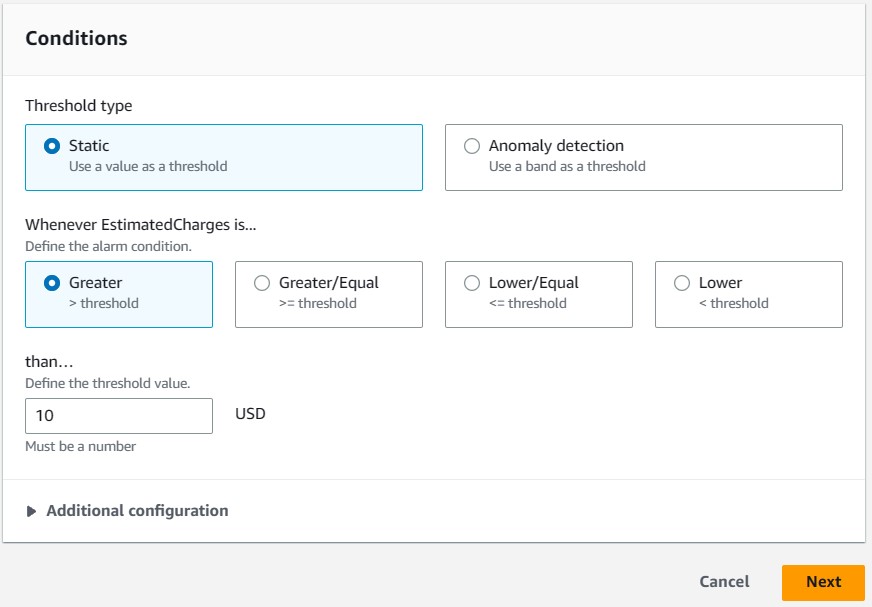 Conditions
Threshold type
Static
Use a value as a threshold
Anomaly detection
Use a band as a threshold
Whenever EstimatedCharges is...
Define the alarm condition.
Greater
> threshold
Greater/Equal
>= threshold
Lower/Equal
<= threshold
Lower
< threshold
than…
Define the threshold value.
10
USD
Must be a number
Additional configuration
Cancel
Next